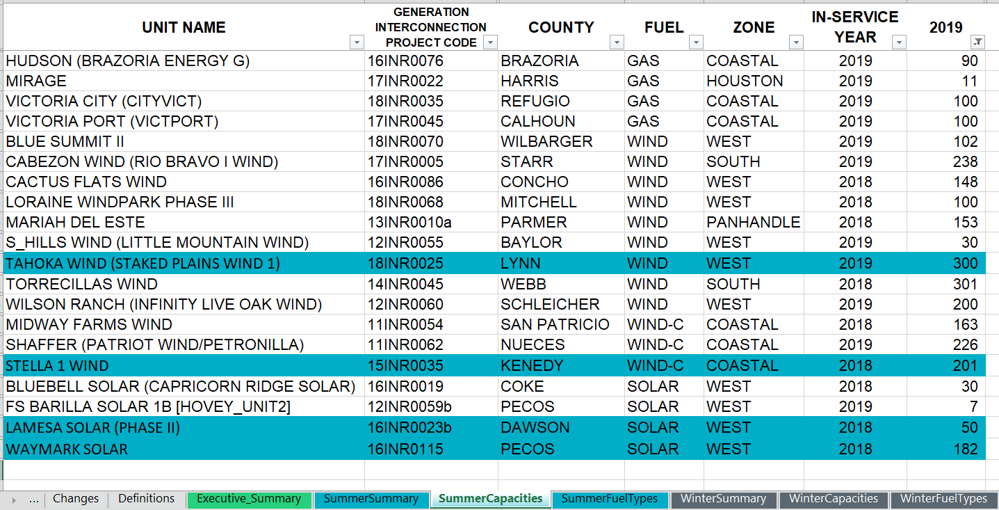 UNIT NAME GENERATION INTERCONNECTION PROJECT CODE COUNTY FUEL ZONE IN-SERVICE YEAR 2019
HUDSON (BRAZORIA ENERGY G) 16INR0076 BRAZORIA GAS COASTAL 2019 90
MIRAGE 17INR0022 HARRIS GAS HOUSTON 2019 11
VICTORIA CITY (CITYVICT) 18INR0035 REFUGIO GAS COASTAL 2019 100
VICTORIA PORT (VICTPORT) 17INR0045 CALHOUN GAS COASTAL 2019 100
BLUE SUMMIT II 18INR0070 WILBARGER WIND WEST 2019 102
CABEZON WIND (RIO BRAVO I WIND) 17INR0005 STARR WIND SOUTH 2019 238
CACTUS FLATS WIND 16INR0086 CONCHO WIND WEST 2018 148
LORAINE WINDPARK PHASE III 18INR0068 MITCHELL WIND WEST 2018 100
MARIAH DEL ESTE 13INR0010a PARMER WIND PANHANDLE 2018 153
S_HILLS WIND (LITTLE MOUNTAIN WIND) 12INR0055 BAYLOR WIND WEST 2019 30
TAHOKA WIND (STAKED PLAINS WIND 1) 18INR0025 LYNN WIND WEST 2019 300
TORRECILLAS WIND 14INR0045 WEBB WIND SOUTH 2018 301
WILSON RANCH (INFINITY LIVE OAK WIND) 12INR0060 SCHLEICHER WIND WEST 2019 200
MIDWAY FARMS WIND 11INR0054 SAN PATRICIO WIND-C COASTAL 2018 163
SHAFFER (PATRIOT WIND/PETRONILLA) 11INR0062 NUECES WIND-C COASTAL 2019 226
STELLA 1 WIND 15INR0035 KENEDY WIND-C COASTAL 2018 201
BLUEBELL SOLAR (CAPRICORN RIDGE SOLAR) 16INR0019 COKE SOLAR WEST 2018 30
FS BARILLA SOLAR 1B [HOVEY_UNIT2] 12INR0059b PECOS SOLAR WEST 2019 7
LAMESA SOLAR (PHASE II) 16INR0023b DAWSON SOLAR WEST 2018 50
WAYMARK SOLAR 16INR0115 PECOS SOLAR WEST 2018 182
... Changes Definitions Executive_Summary SummerSummary SummerCapacities SummerFuelTypes WinterSummary WinterCapacities WinterFuelTypes